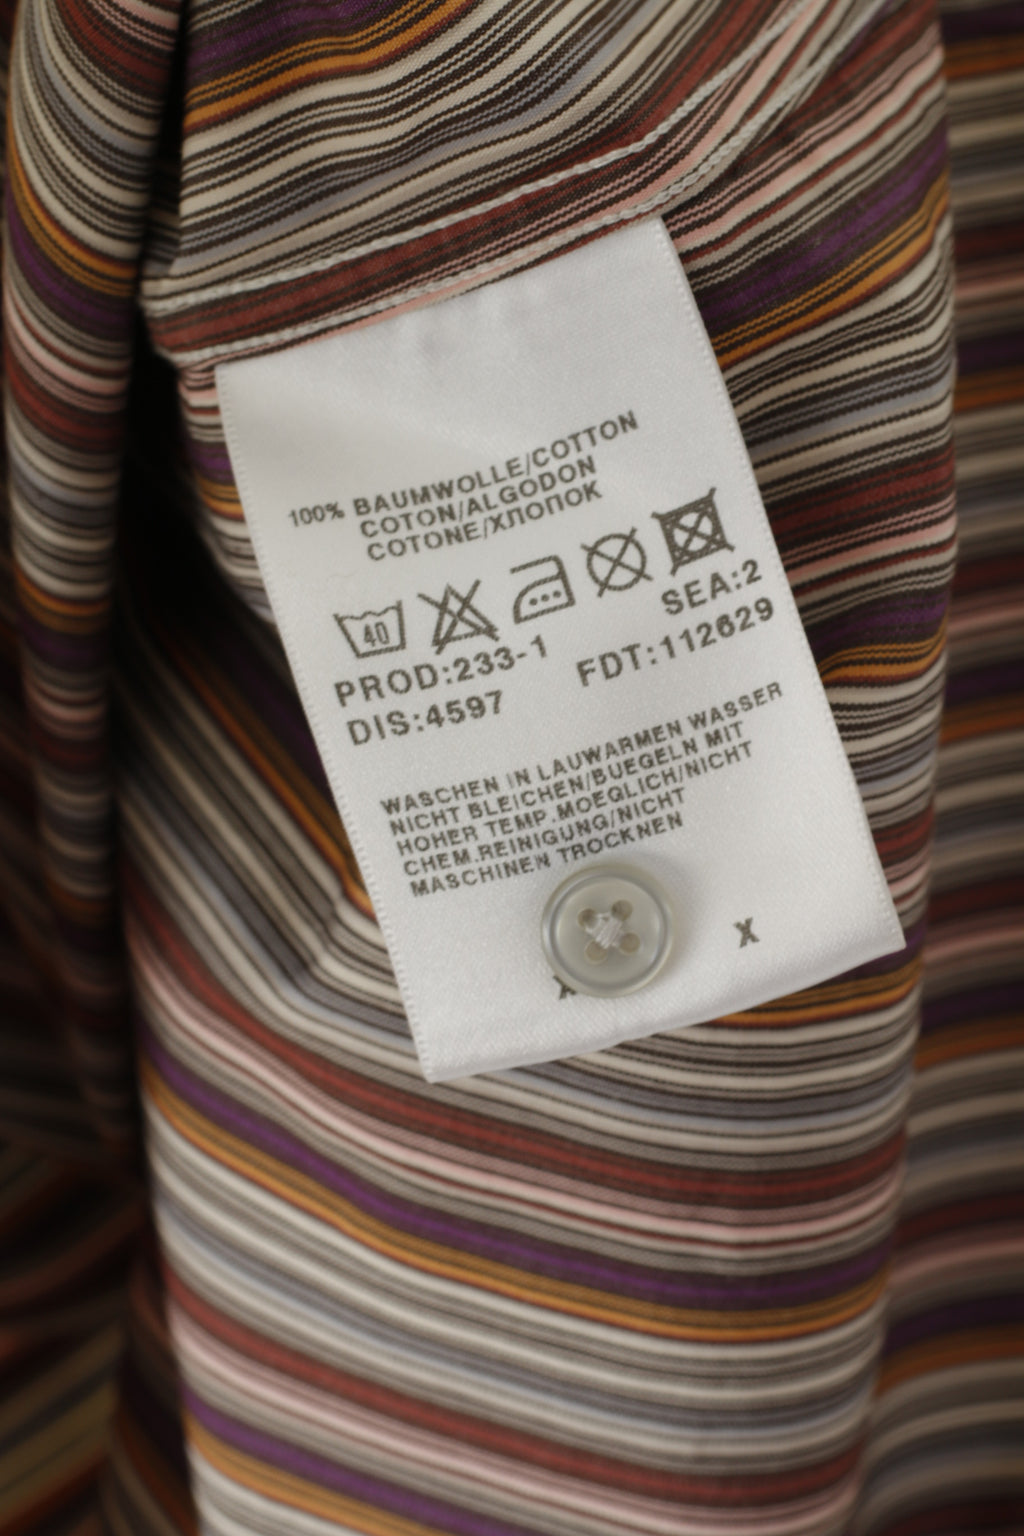 100% BAUMWOLLE/COTTON
COTON/ALGODON
COTONE/ХЛОПОК
40
SEA:2
PROD:233-1 FDT:112629
DIS:4597
WASCHEN IN LAUWARMEN WASSER
NICHT BLEICHEN/BUEGELN MIT
HOHER TEMP.MOEGLICH/NICHT
CHEM.REINIGUNG/NICHT
MASCHINEN TROCKNEN
X X